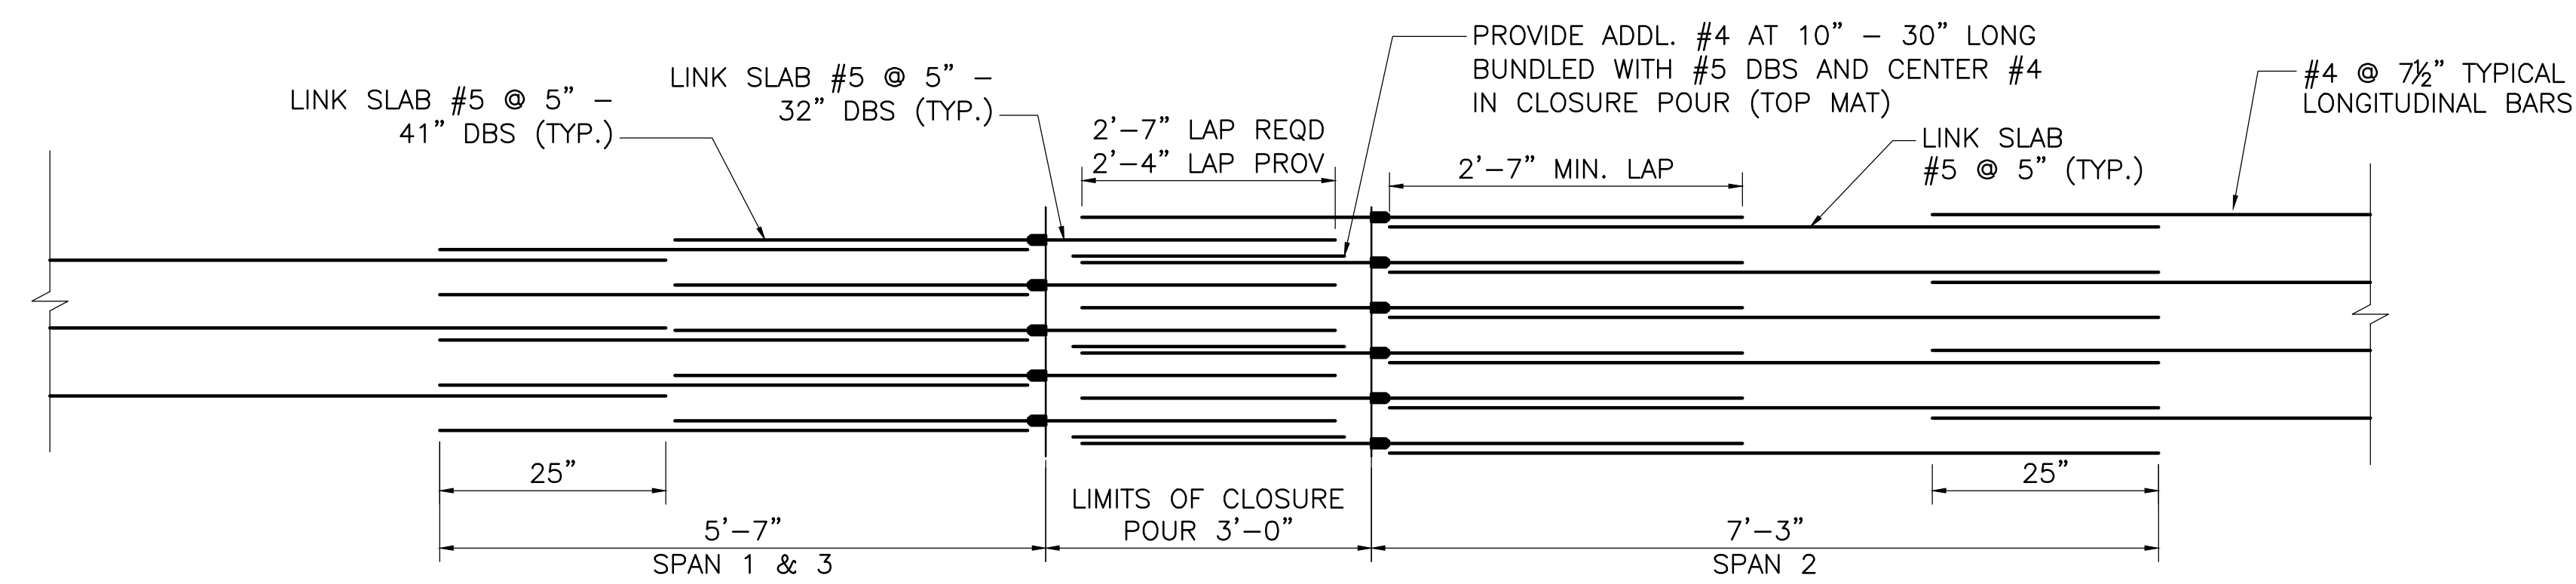 LINK SLAB #5 @ 5" –
41" DBS (TYP.)
LINK SLAB #5 @ 5" –
32" DBS (TYP.)
2'-7" LAP REQD
2'-4" LAP PROV
PROVIDE ADDL. #4 AT 10" – 30" LONG
BUNDLED WITH #5 DBS AND CENTER #4
IN CLOSURE POUR (TOP MAT)
2'-7" MIN. LAP
LINK SLAB
#5 @ 5" (TYP.)
#4 @ 7½" TYPICAL
LONGITUDINAL BARS
25"
5'-7"
SPAN 1 & 3
LIMITS OF CLOSURE
POUR 3'-0"
25"
7'-3"
SPAN 2